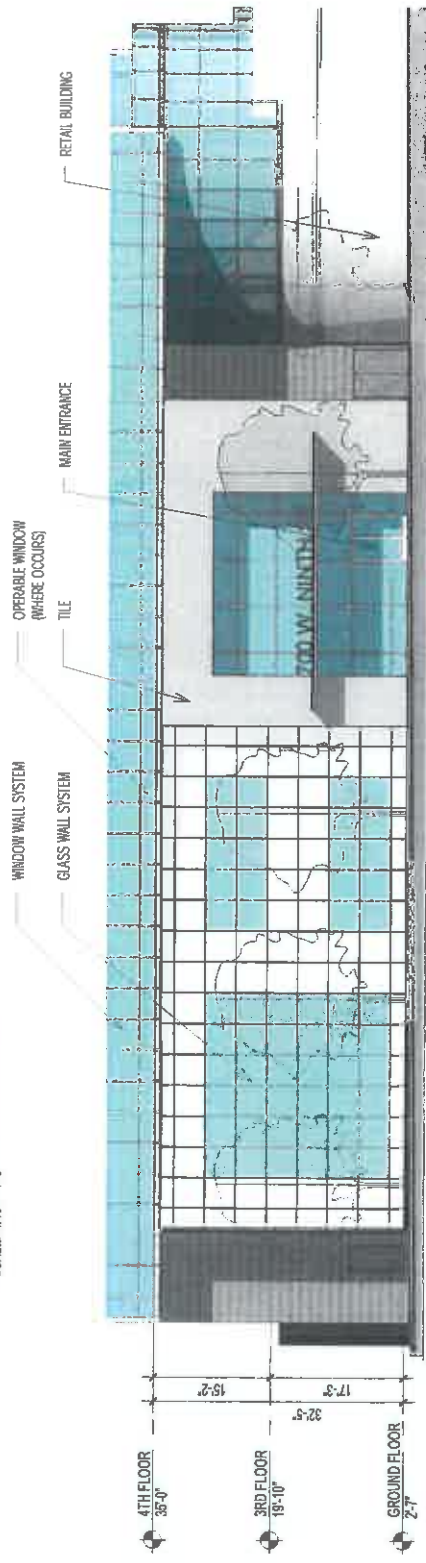 WINDOW WALL SYSTEM
GLASS WALL SYSTEM
OPERABLE WINDOW
(WHERE OCCURS)
TILE
MAIN ENTRANCE
RETAIL BUILDING
700 W. NINTH
4TH FLOOR
35'-0"
3RD FLOOR
19'-10"
GROUND FLOOR
2'-7"
15'-2"
17'-3"
32'-5"